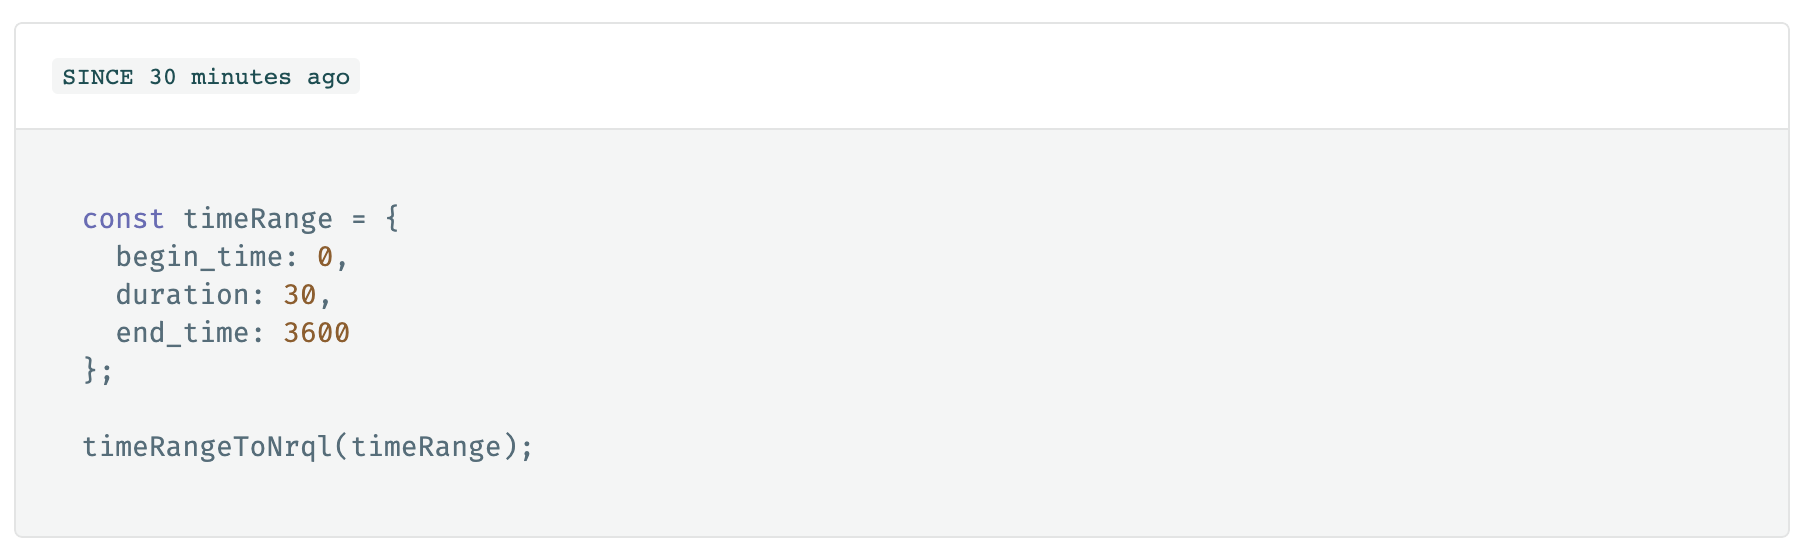 SINCE 30 minutes ago
const timeRange = {
  begin_time: 0,
  duration: 30,
  end_time: 3600
};
timeRangeToNrql(timeRange);